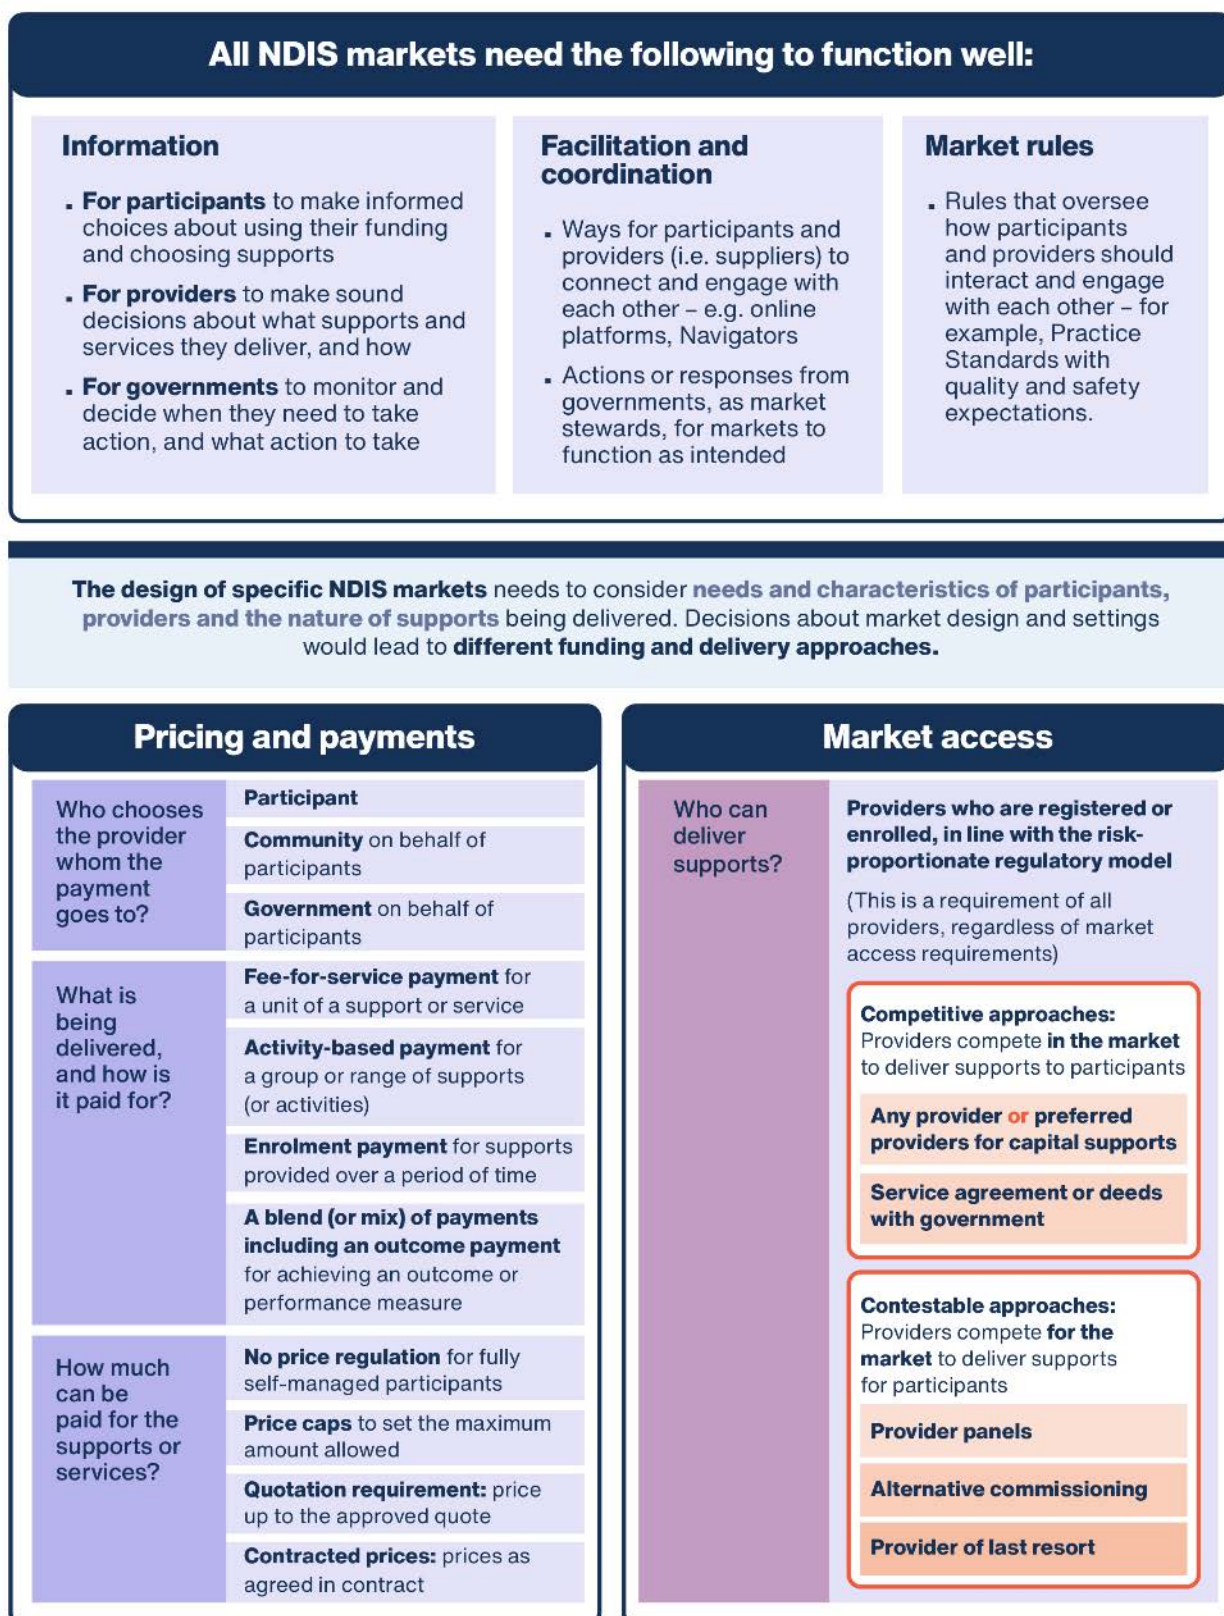 All NDIS markets need the following to function well:
Information
. For participants to make informed
choices about using their funding
and choosing supports
. For providers to make sound
decisions about what supports and
services they deliver, and how
. For governments to monitor and
decide when they need to take
action, and what action to take
Facilitation and
coordination
. Ways for participants and
providers (i.e. suppliers) to
connect and engage with
each other – e.g. online
platforms, Navigators
. Actions or responses from
governments, as market
stewards, for markets to
function as intended
Market rules
. Rules that oversee
how participants
and providers should
interact and engage
with each other – for
example, Practice
Standards with
quality and safety
expectations.
The design of specific NDIS markets needs to consider needs and characteristics of participants,
providers and the nature of supports being delivered. Decisions about market design and settings
would lead to different funding and delivery approaches.
Pricing and payments
Who chooses
the provider
whom the
payment
goes to?
Participant
Community on behalf of
participants
Government on behalf of
participants
What is
being
delivered,
and how is
it paid for?
Fee-for-service payment for
a unit of a support or service
Activity-based payment for
a group or range of supports
(or activities)
Enrolment payment for supports
provided over a period of time
A blend (or mix) of payments
including an outcome payment
for achieving an outcome or
performance measure
How much
can be
paid for the
supports or
services?
No price regulation for fully
self-managed participants
Price caps to set the maximum
amount allowed
Quotation requirement: price
up to the approved quote
Contracted prices: prices as
agreed in contract
Market access
Who can
deliver
supports?
Providers who are registered or
enrolled, in line with the risk-
proportionate regulatory model
(This is a requirement of all
providers, regardless of market
access requirements)
Competitive approaches:
Providers compete in the market
to deliver supports to participants
Any provider or preferred
providers for capital supports
Service agreement or deeds
with government
Contestable approaches:
Providers compete for the
market to deliver supports
for participants
Provider panels
Alternative commissioning
Provider of last resort